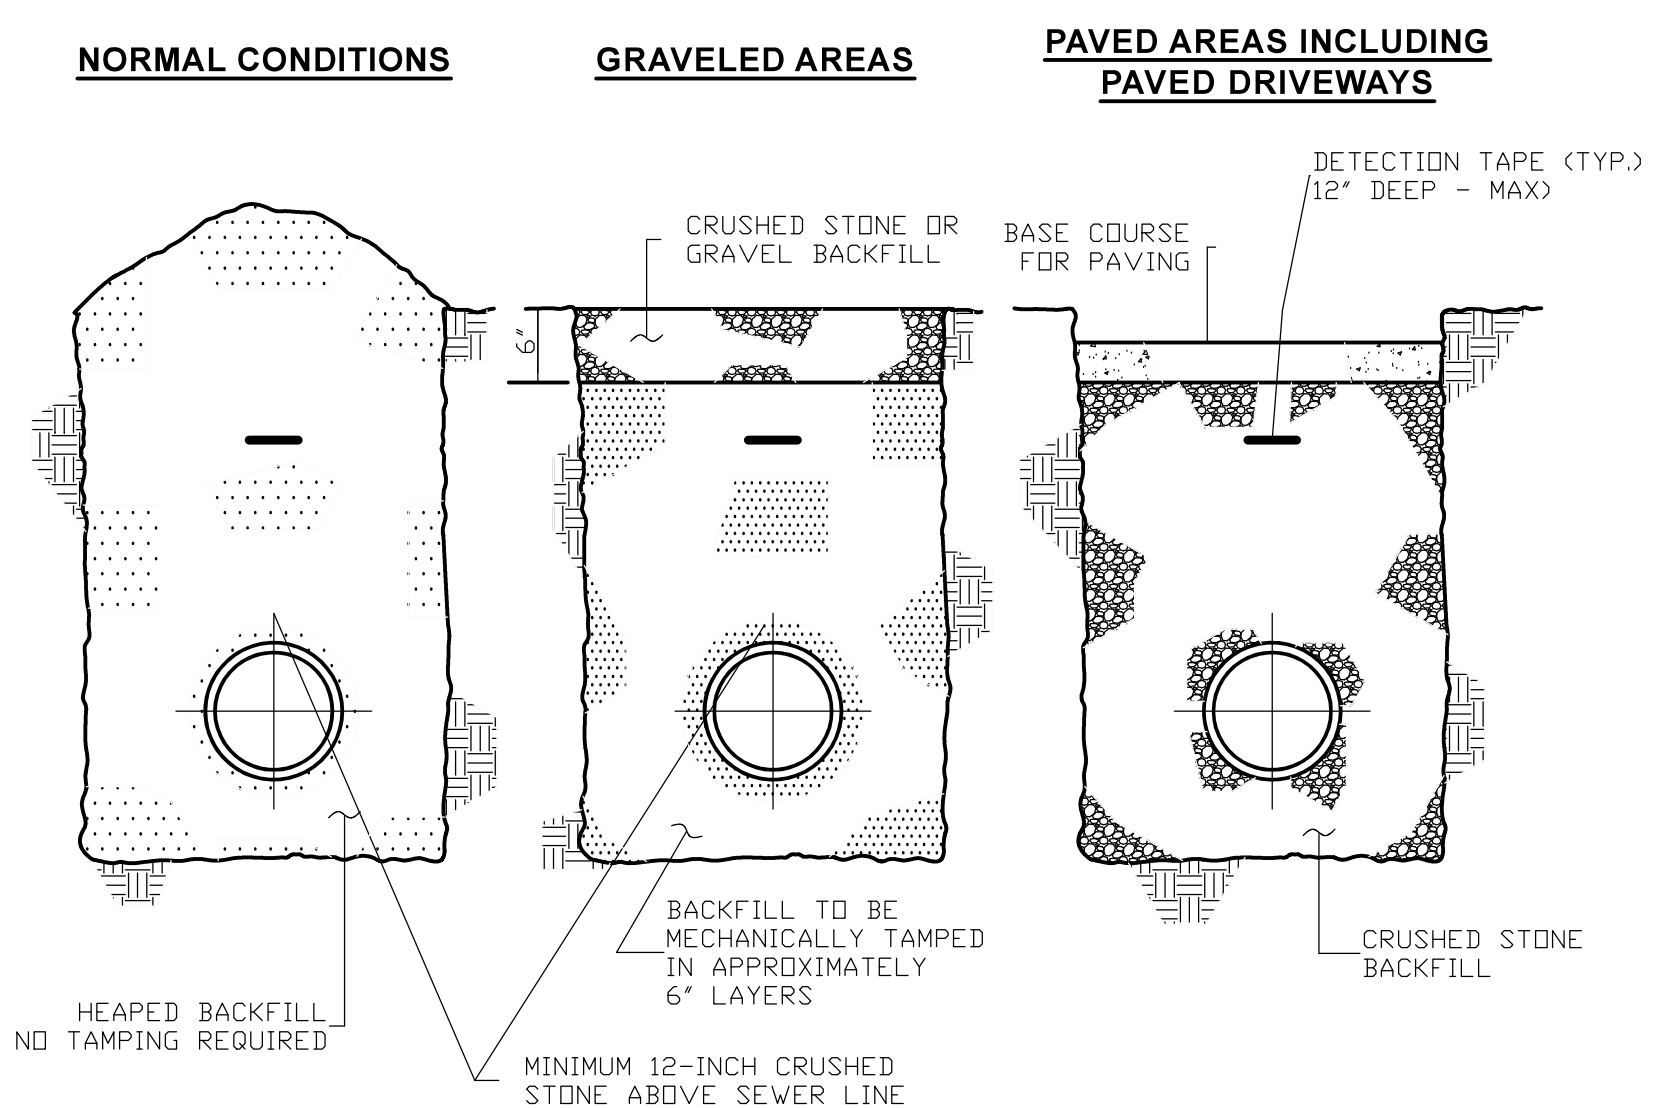 NORMAL CONDITIONS
GRAVELED AREAS
PAVED AREAS INCLUDING
PAVED DRIVEWAYS
DETECTION TAPE (TYP.)
12" DEEP - MAX)
CRUSHED STONE OR
GRAVEL BACKFILL
BASE COURSE
FOR PAVING
6"
BACKFILL TO BE
MECHANICALLY TAMPED
IN APPROXIMATELY
6" LAYERS
CRUSHED STONE
BACKFILL
HEAPED BACKFILL
NO TAMPING REQUIRED
MINIMUM 12-INCH CRUSHED
STONE ABOVE SEWER LINE